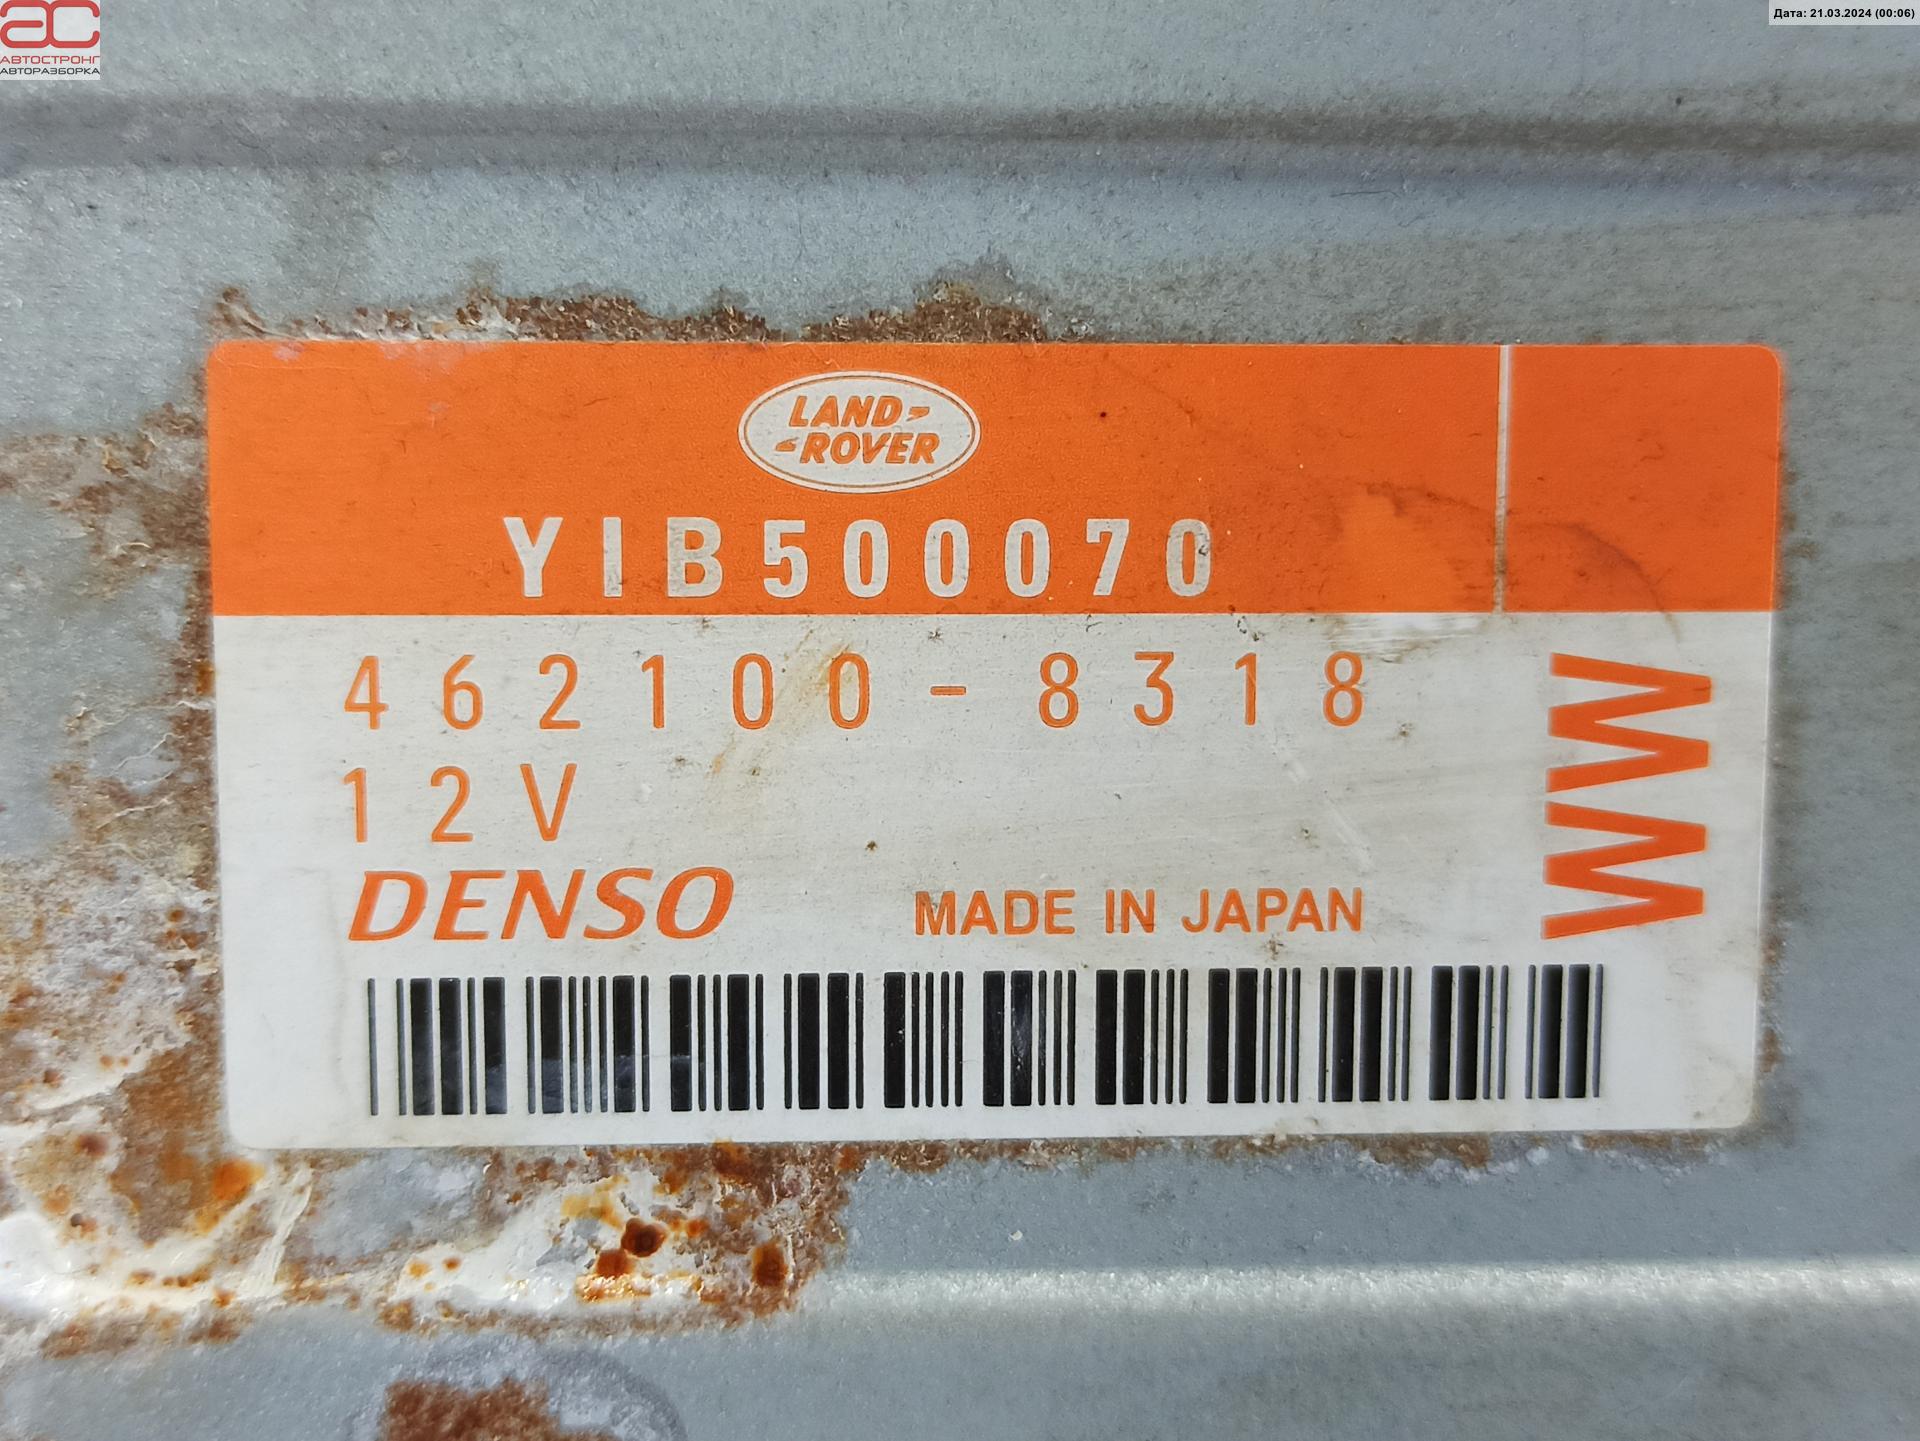 АВТОСТРОНГ
АВТОРАЗБОРКА
Дата: 21.03.2024 (00:06)
LAND-
-ROVER
YIB500070
462100-8318
12V
DENSO
MADE IN JAPAN
WW